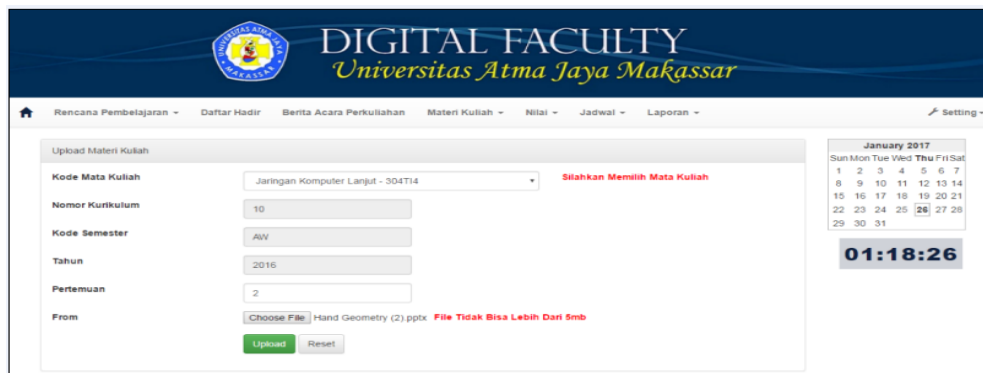 DIGITAL FACULTY
Universitas Atma Jaya Makassar
Rencana Pembelajaran Daftar Hadir Berita Acara Perkuliahan Materi Kuliah Nilai Jadwal Laporan Setting
Upload Materi Kuliah
Kode Mata Kuliah Jaringan Komputer Lanjut - 304TI4 Silahkan Memilih Mata Kuliah
Nomor Kurikulum 10
Kode Semester AW
Tahun 2016
Pertemuan 2
From Choose File Hand Geometry (2).pptx File Tidak Bisa Lebih Dari 5mb
Upload Reset
January 2017
Sun Mon Tue Wed Thu Fri Sat
1 2 3 4 5 6 7
8 9 10 11 12 13 14
15 16 17 18 19 20 21
22 23 24 25 26 27 28
29 30 31
01:18:26